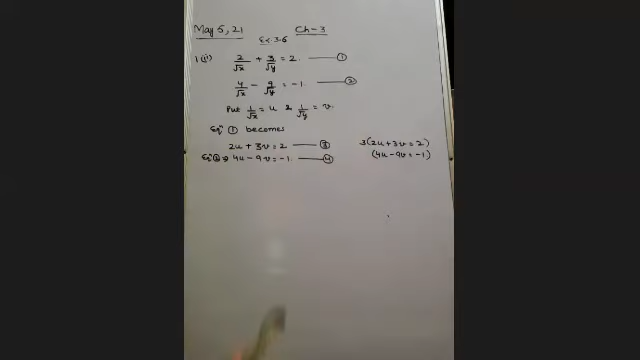 May 5, 21 Ch-3
Ex 3.6
1(ii) 2/√x + 3/√y = 2 ——— ①
4/√x - 9/√y = -1 ——— ②
Put 1/√x = u & 1/√y = v.
Eqⁿ ① becomes
2u + 3v = 2 ——— ③ 3(2u+3v=2)
Eqⁿ ② ⇒ 4u - 9v = -1 ——— ④ (4u-9v=-1)